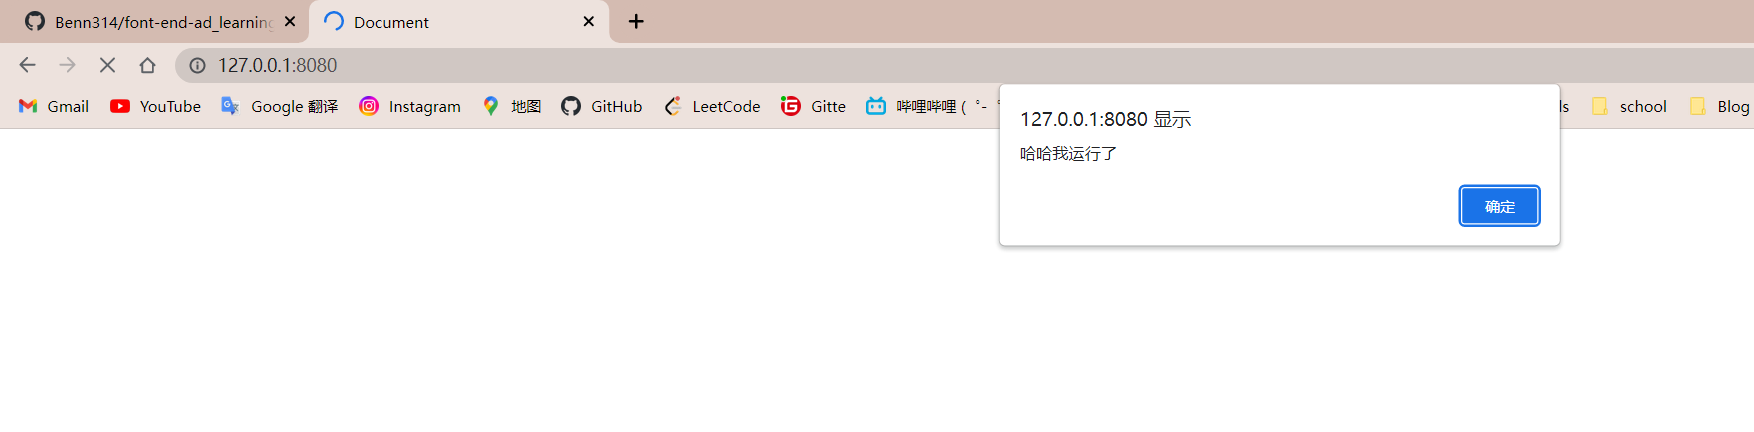 Benn314/font-end-ad_learning
Document
127.0.0.1:8080
Gmail YouTube Google 翻译 Instagram 地图 GitHub LeetCode Gitte 哔哩哔哩 ( ゜- ゜ ls school Blog
127.0.0.1:8080 显示
哈哈我运行了
确定